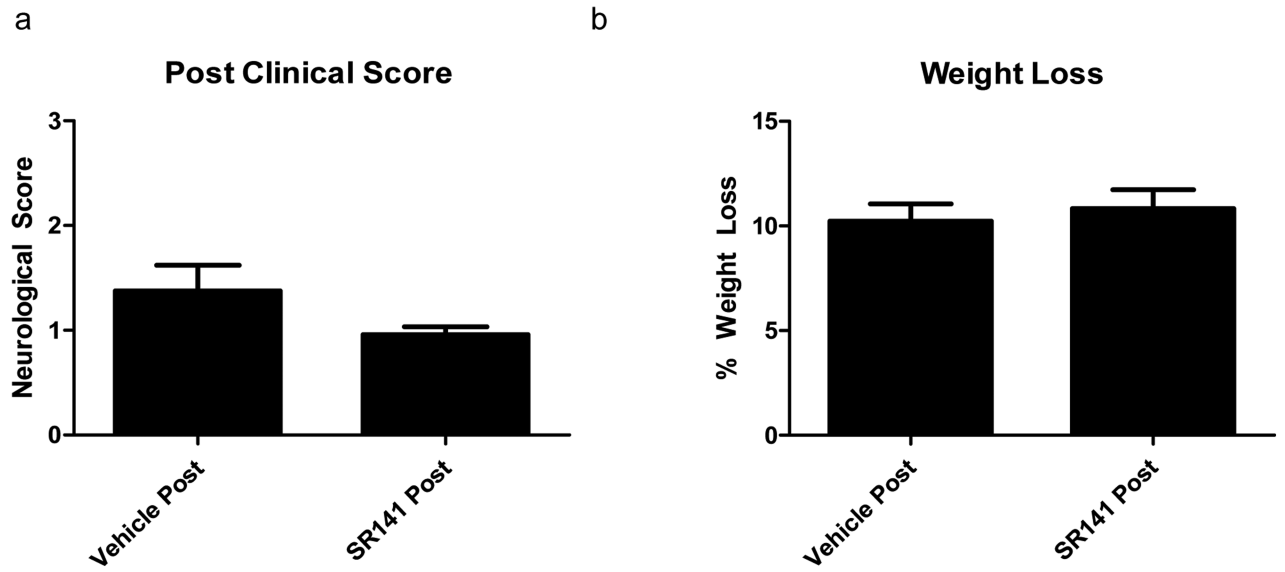 a
Post Clinical Score
Neurological Score
3
2
1
0
Vehicle Post
SR141 Post
b
Weight Loss
% Weight Loss
15
10
5
0
Vehicle Post
SR141 Post